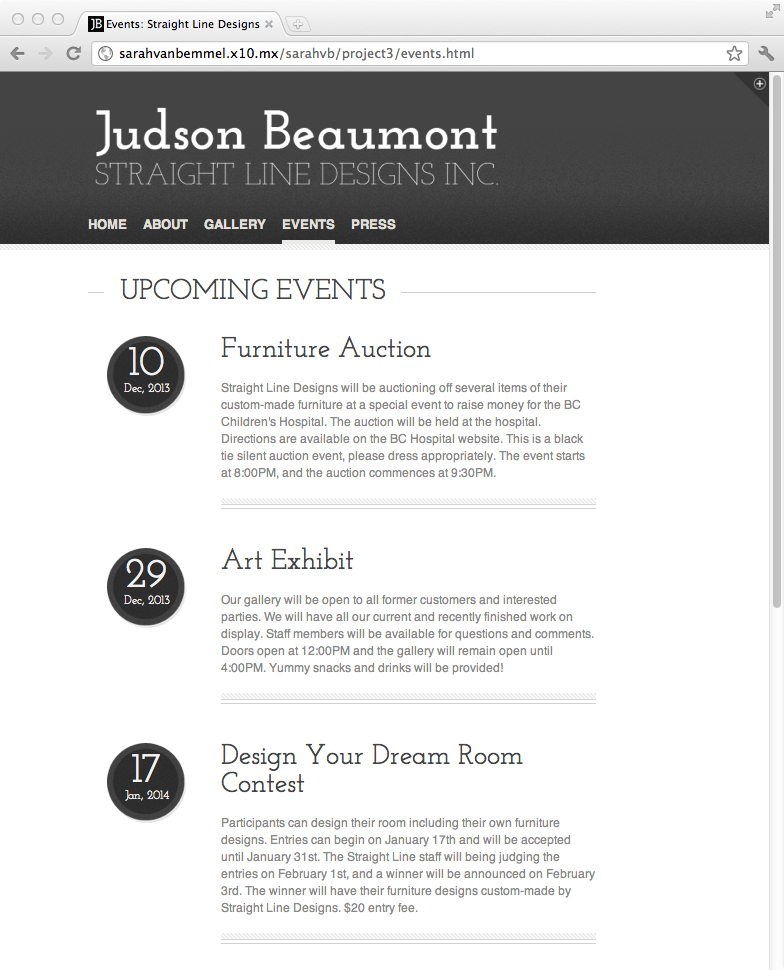 JB Events: Straight Line Designs
sarahvanbemmel.x10.mx/sarahvb/project3/events.html
Judson Beaumont
STRAIGHT LINE DESIGNS INC.
HOME ABOUT GALLERY EVENTS PRESS
UPCOMING EVENTS
10
Dec, 2013
Furniture Auction
Straight Line Designs will be auctioning off several items of their
custom-made furniture at a special event to raise money for the BC
Children's Hospital. The auction will be held at the hospital.
Directions are available on the BC Hospital website. This is a black
tie silent auction event, please dress appropriately. The event starts
at 8:00PM, and the auction commences at 9:30PM.
29
Dec, 2013
Art Exhibit
Our gallery will be open to all former customers and interested
parties. We will have all our current and recently finished work on
display. Staff members will be available for questions and comments.
Doors open at 12:00PM and the gallery will remain open until
4:00PM. Yummy snacks and drinks will be provided!
17
Jan, 2014
Design Your Dream Room
Contest
Participants can design their room including their own furniture
designs. Entries can begin on January 17th and will be accepted
until January 31st. The Straight Line staff will being judging the
entries on February 1st, and a winner will be announced on February
3rd. The winner will have their furniture designs custom-made by
Straight Line Designs. $20 entry fee.